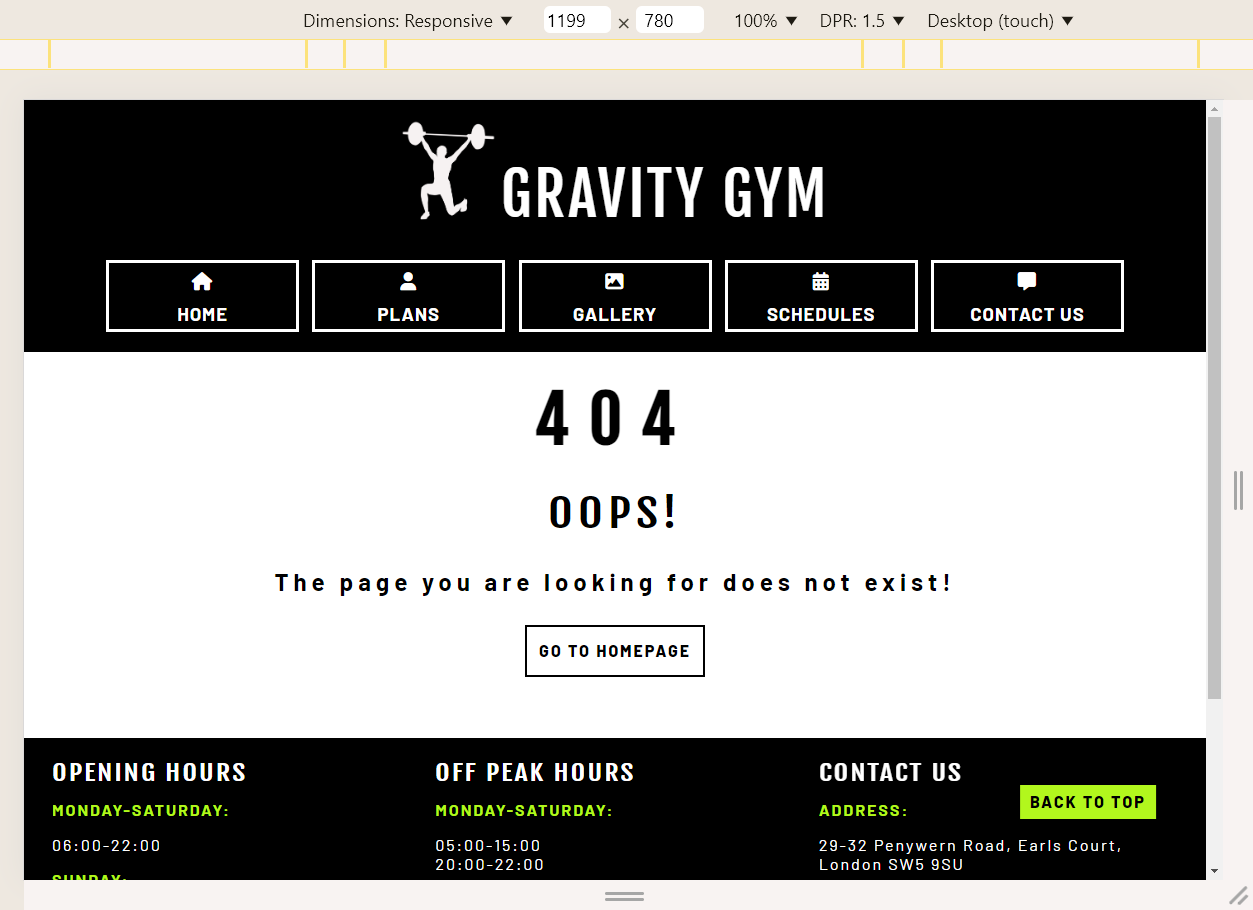 Dimensions: Responsive ▼ 1199 × 780 100% ▼ DPR: 1.5 ▼ Desktop (touch) ▼
GRAVITY GYM
HOME PLANS GALLERY SCHEDULES CONTACT US
404
OOPS!
The page you are looking for does not exist!
GO TO HOMEPAGE
OPENING HOURS
MONDAY-SATURDAY:
06:00-22:00
SUNDAY:
OFF PEAK HOURS
MONDAY-SATURDAY:
05:00-15:00
20:00-22:00
CONTACT US
ADDRESS:
BACK TO TOP
29-32 Penywern Road, Earls Court,
London SW5 9SU